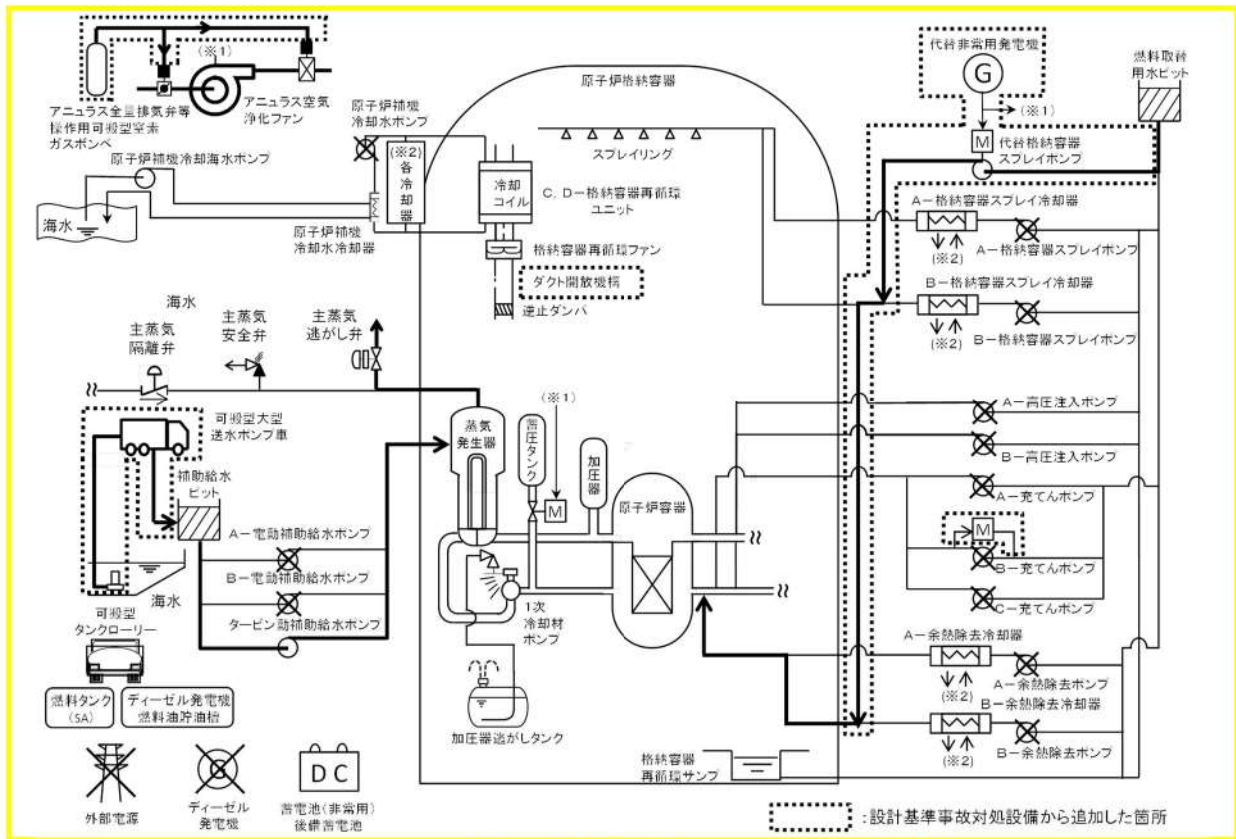 (※1)
アニュラス全量排気弁等
操作用可搬型窒素
ガスボンベ
アニュラス空気
浄化ファン
原子炉補機
冷却水ポンプ
原子炉補機冷却海水ポンプ
海水
(※2)
各
冷
却
器
原子炉補機
冷却水冷却器
原子炉格納容器
スプレイリング
冷却
コイル
C,D-格納容器再循環
ユニット
格納容器再循環ファン
ダクト開放機構
逆止ダンパ
代替非常用発電機
G
(※1)
M
代替格納容器
スプレイポンプ
燃料取替
用水ピット
A-格納容器スプレイ冷却器
(※2)
A-格納容器スプレイポンプ
B-格納容器スプレイ冷却器
(※2)
B-格納容器スプレイポンプ
海水
主蒸気
隔離弁
主蒸気
安全弁
主蒸気
逃がし弁
可搬型大型
送水ポンプ車
補助給水
ピット
A-電動補助給水ポンプ
B-電動補助給水ポンプ
タービン動補助給水ポンプ
海水
可搬型
タンクローリー
燃料タンク
(SA)
ディーゼル発電機
燃料油貯油槽
蒸気
発生器
蓄圧タンク
(※1)
M
加圧器
原子炉容器
1次
冷却材
ポンプ
加圧器逃がしタンク
A-高圧注入ポンプ
B-高圧注入ポンプ
A-充てんポンプ
M
B-充てんポンプ
C-充てんポンプ
A-余熱除去冷却器
(※2)
A-余熱除去ポンプ
B-余熱除去冷却器
(※2)
B-余熱除去ポンプ
格納容器
再循環サンプ
外部電源
G
ディーゼル
発電機
DC
蓄電池(非常用)
後備蓄電池
:設計基準事故対処設備から追加した箇所